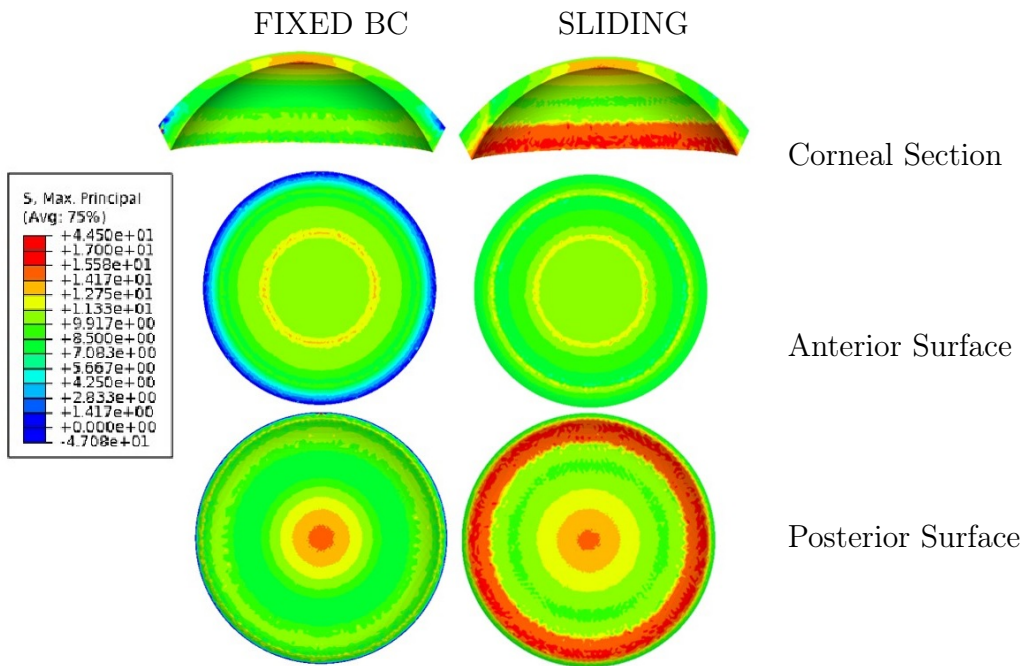 FIXED BC SLIDING
Corneal Section
S, Max. Principal
(Avg: 75%)
+4.450e+01
+1.700e+01
+1.558e+01
+1.417e+01
+1.275e+01
+1.133e+01
+9.917e+00
+8.500e+00
+7.083e+00
+5.667e+00
+4.250e+00
+2.833e+00
+1.417e+00
+0.000e+00
-4.708e+01
Anterior Surface
Posterior Surface